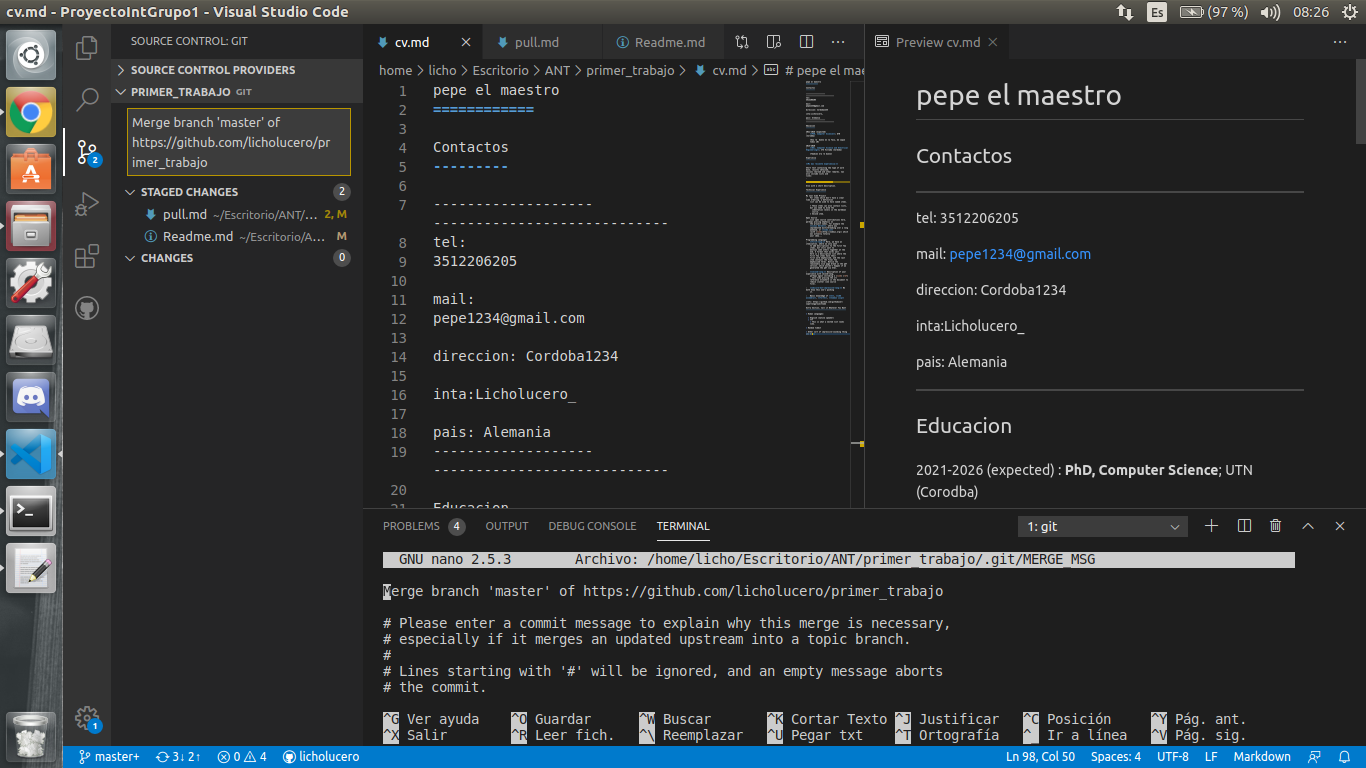 cv.md - ProyectoIntGrupo1 - Visual Studio Code
Es
(97 %)
08:26
SOURCE CONTROL: GIT
SOURCE CONTROL PROVIDERS
PRIMER_TRABAJO GIT
Merge branch 'master' of
https://github.com/licholucero/pr
imer_trabajo
STAGED CHANGES 2
pull.md ~/Escritorio/ANT/... 2, M
Readme.md ~/Escritorio/A... M
CHANGES 0
2
1
cv.md
pull.md
Readme.md
home > licho > Escritorio > ANT > primer_trabajo > cv.md > abc # pepe el mae
1 pepe el maestro
2 ============
3
4 Contactos
5 ---------
6
7 -------------------
----------------------------
8 tel:
9 3512206205
10
11 mail:
12 pepe1234@gmail.com
13
14 direccion: Cordoba1234
15
16 inta:Licholucero_
17
18 pais: Alemania
19 -------------------
----------------------------
20
21 Educacion
Preview cv.md
pepe el maestro
Contactos
tel: 3512206205
mail: pepe1234@gmail.com
direccion: Cordoba1234
inta:Licholucero_
pais: Alemania
Educacion
2021-2026 (expected) : PhD, Computer Science; UTN
(Corodba)
PROBLEMS 4 OUTPUT DEBUG CONSOLE TERMINAL
1: git
GNU nano 2.5.3 Archivo: /home/licho/Escritorio/ANT/primer_trabajo/.git/MERGE_MSG
Merge branch 'master' of https://github.com/licholucero/primer_trabajo
# Please enter a commit message to explain why this merge is necessary,
# especially if it merges an updated upstream into a topic branch.
#
# Lines starting with '#' will be ignored, and an empty message aborts
# the commit.
^G Ver ayuda ^O Guardar ^W Buscar ^K Cortar Texto ^J Justificar ^C Posición ^Y Pág. ant.
^X Salir ^R Leer fich. ^\ Reemplazar ^U Pegar txt ^T Ortografía ^_ Ir a línea ^V Pág. sig.
master+ 3↓ 2↑ 0 4 licholucero
Ln 98, Col 50 Spaces: 4 UTF-8 LF Markdown